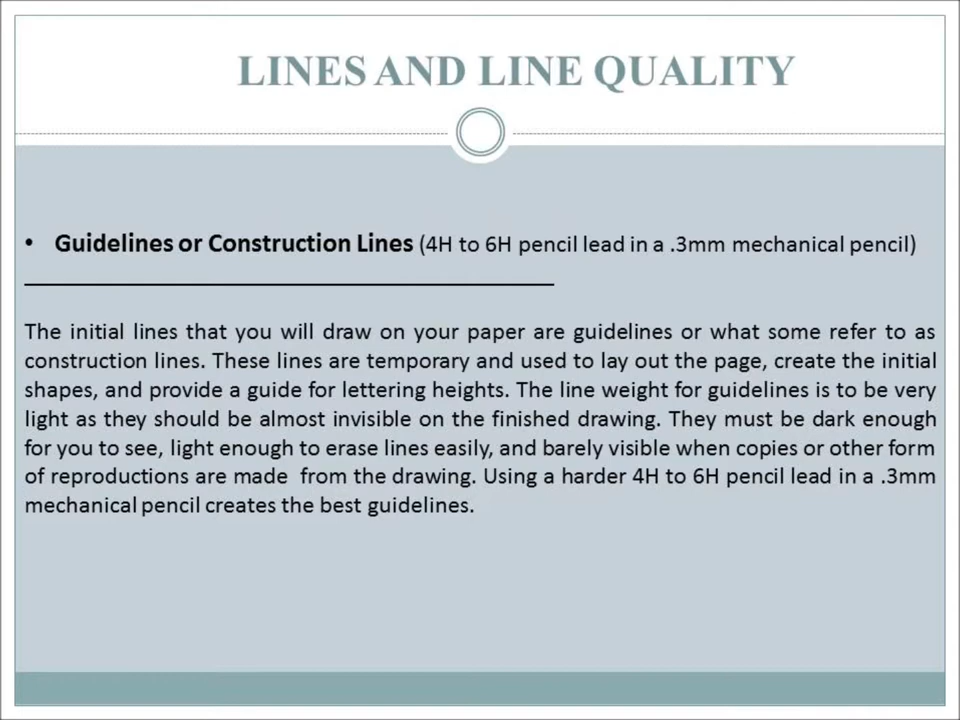 LINES AND LINE QUALITY
• Guidelines or Construction Lines (4H to 6H pencil lead in a .3mm mechanical pencil)
The initial lines that you will draw on your paper are guidelines or what some refer to as
construction lines. These lines are temporary and used to lay out the page, create the initial
shapes, and provide a guide for lettering heights. The line weight for guidelines is to be very
light as they should be almost invisible on the finished drawing. They must be dark enough
for you to see, light enough to erase lines easily, and barely visible when copies or other form
of reproductions are made from the drawing. Using a harder 4H to 6H pencil lead in a .3mm
mechanical pencil creates the best guidelines.